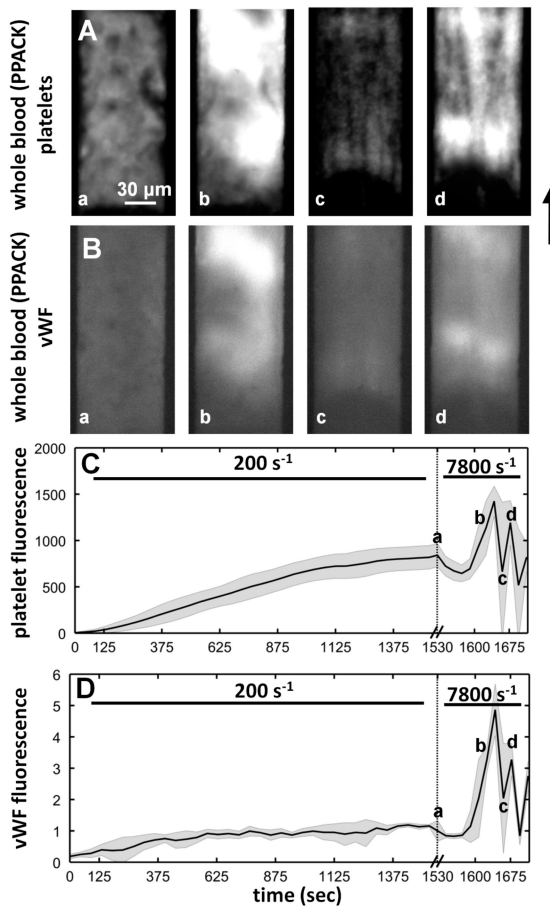 A
whole blood (PPACK)
platelets
a
30 μm
b
c
d
B
whole blood (PPACK)
vWF
a
b
c
d
C
200 s-1
7800 s-1
platelet fluorescence
2000
1500
1000
500
0
a
b
c
d
0 125 375 625 875 1125 1375 1530 1600 1675
D
200 s-1
7800 s-1
vWF fluorescence
6
5
4
3
2
1
0
a
b
c
d
0 125 375 625 875 1125 1375 1530 1600 1675
time (sec)